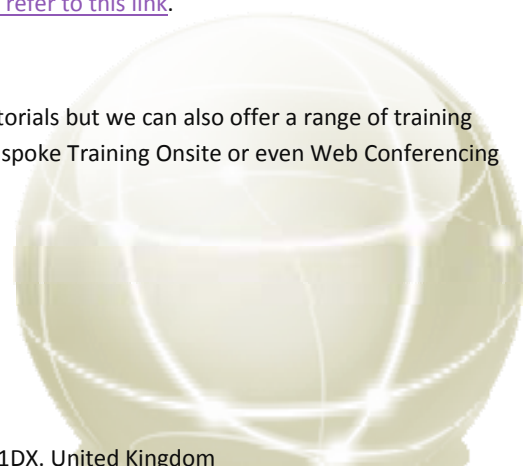 refer to this link.
torials but we can also offer a range of training
spoke Training Onsite or even Web Conferencing
1DX. United Kingdom